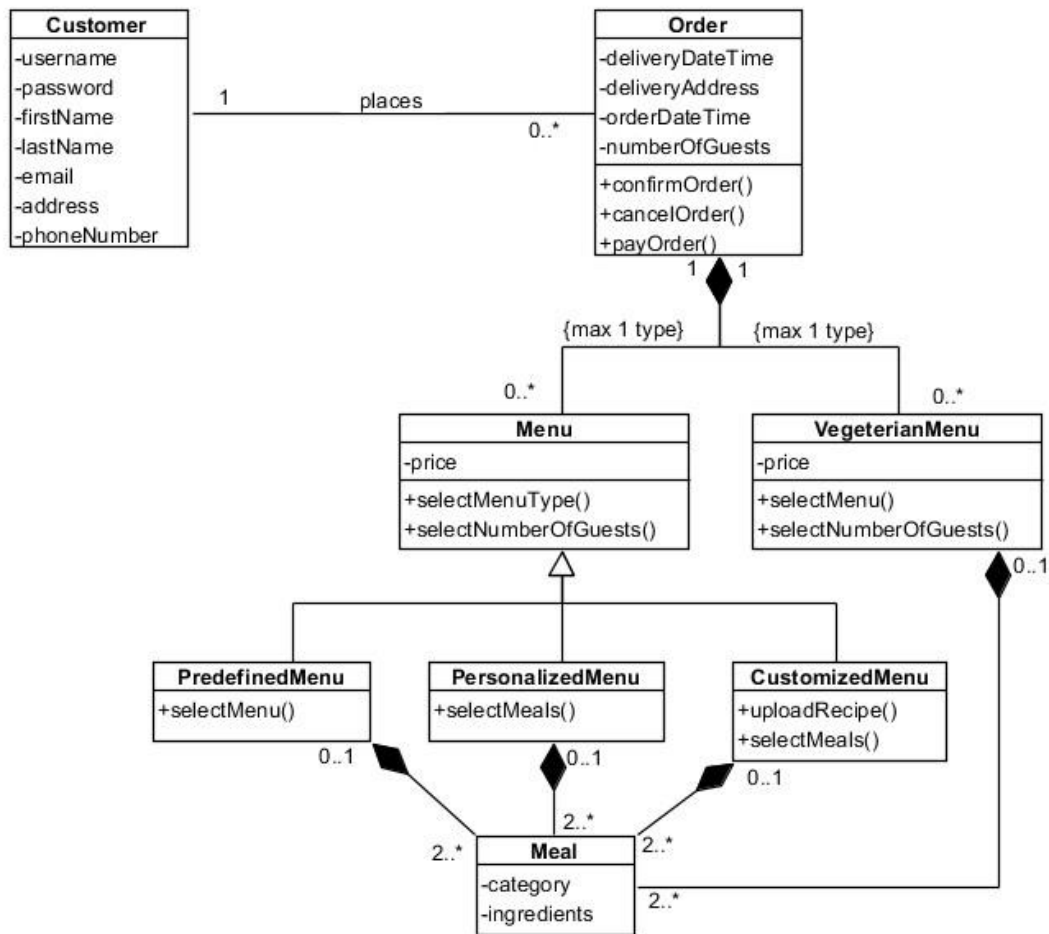 Customer
-username
-password
-firstName
-lastName
-email
-address
-phoneNumber
1
places
0..*
Order
-deliveryDateTime
-deliveryAddress
-orderDateTime
-numberOfGuests
+confirmOrder()
+cancelOrder()
+payOrder()
1
1
{max 1 type}
{max 1 type}
0..*
0..*
Menu
-price
+selectMenuType()
+selectNumberOfGuests()
VegeterianMenu
-price
+selectMenu()
+selectNumberOfGuests()
0..1
PredefinedMenu
+selectMenu()
0..1
PersonalizedMenu
+selectMeals()
0..1
CustomizedMenu
+uploadRecipe()
+selectMeals()
0..1
2..*
2..*
2..*
2..*
Meal
-category
-ingredients